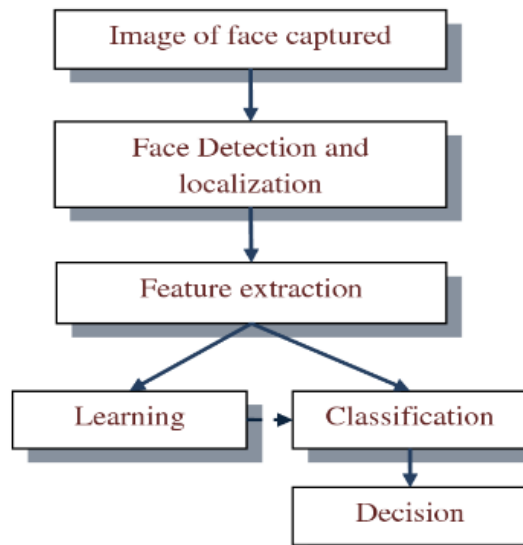 Image of face captured
Face Detection and
localization
Feature extraction
Learning
Classification
Decision